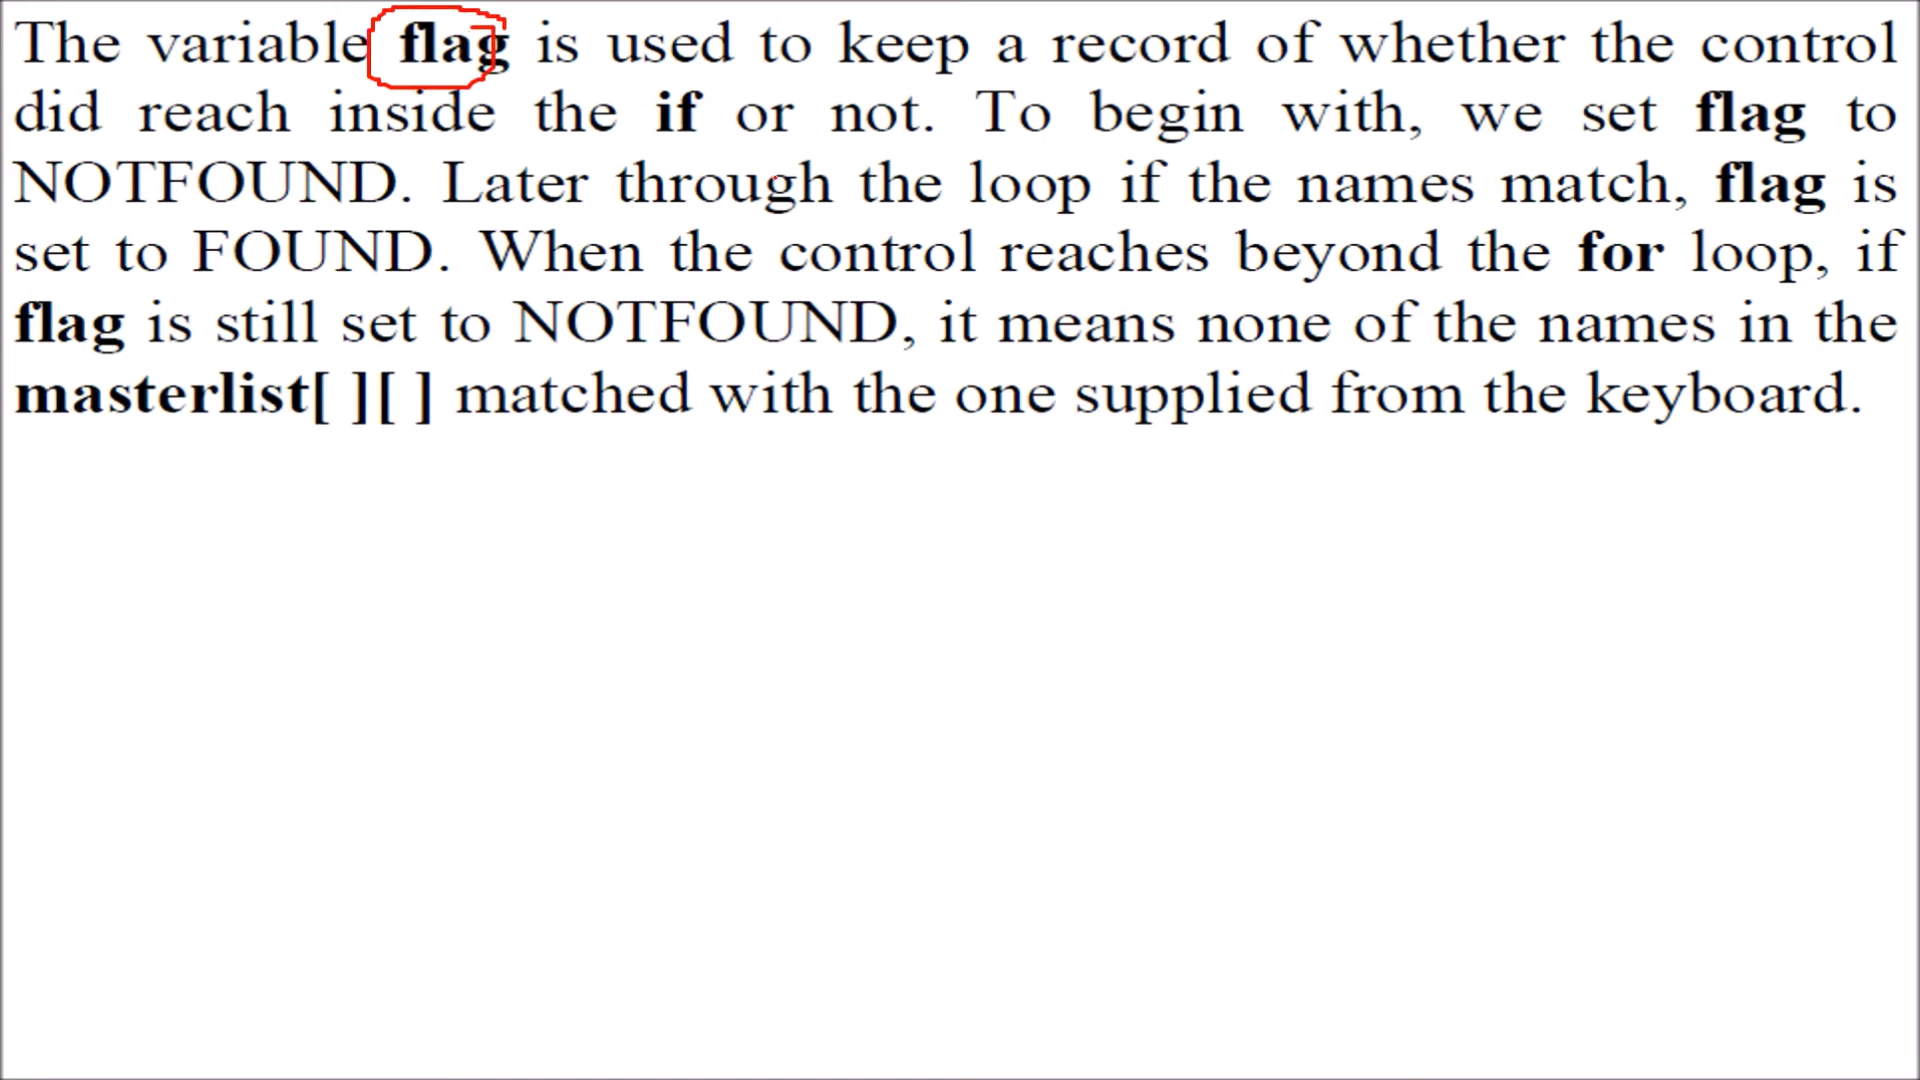 The variable flag is used to keep a record of whether the control
did reach inside the if or not. To begin with, we set flag to
NOTFOUND. Later through the loop if the names match, flag is
set to FOUND. When the control reaches beyond the for loop, if
flag is still set to NOTFOUND, it means none of the names in the
masterlist[ ][ ] matched with the one supplied from the keyboard.